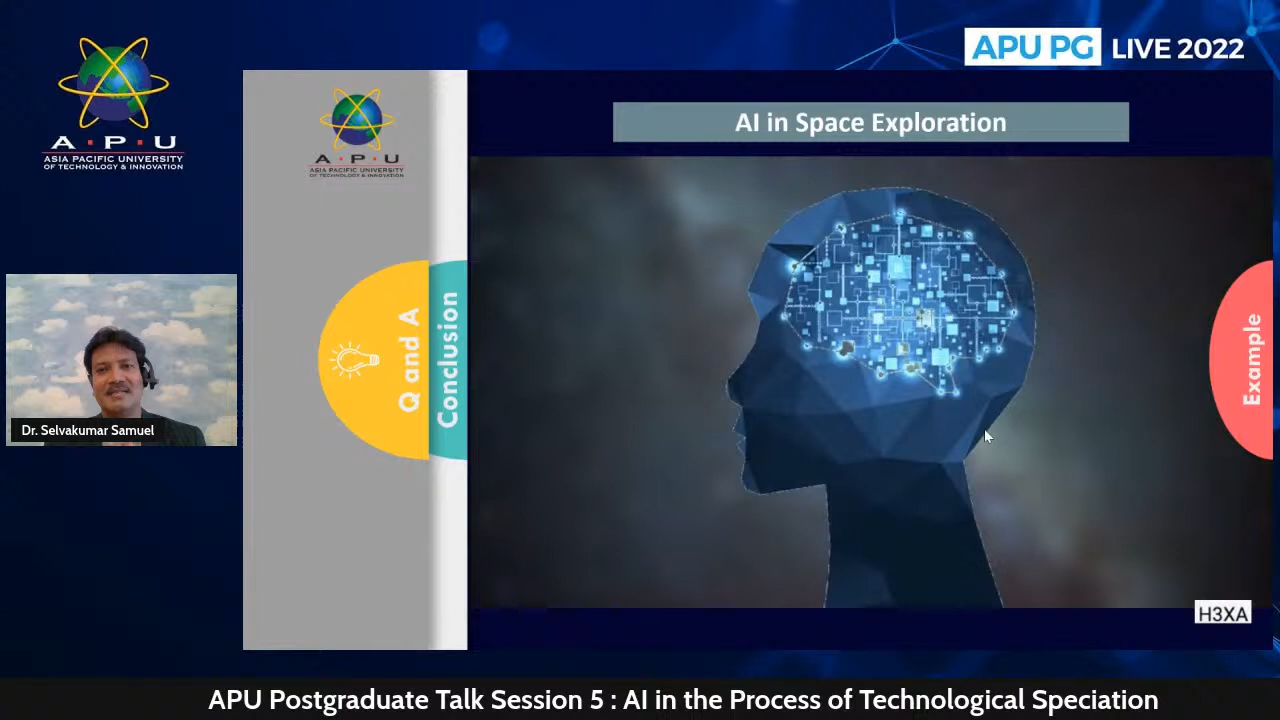 A·P·U
ASIA PACIFIC UNIVERSITY
OF TECHNOLOGY & INNOVATION
APU PG LIVE 2022
A·P·U
ASIA PACIFIC UNIVERSITY
OF TECHNOLOGY & INNOVATION
AI in Space Exploration
Q and A
Conclusion
Example
Dr. Selvakumar Samuel
H3XA
APU Postgraduate Talk Session 5 : AI in the Process of Technological Speciation